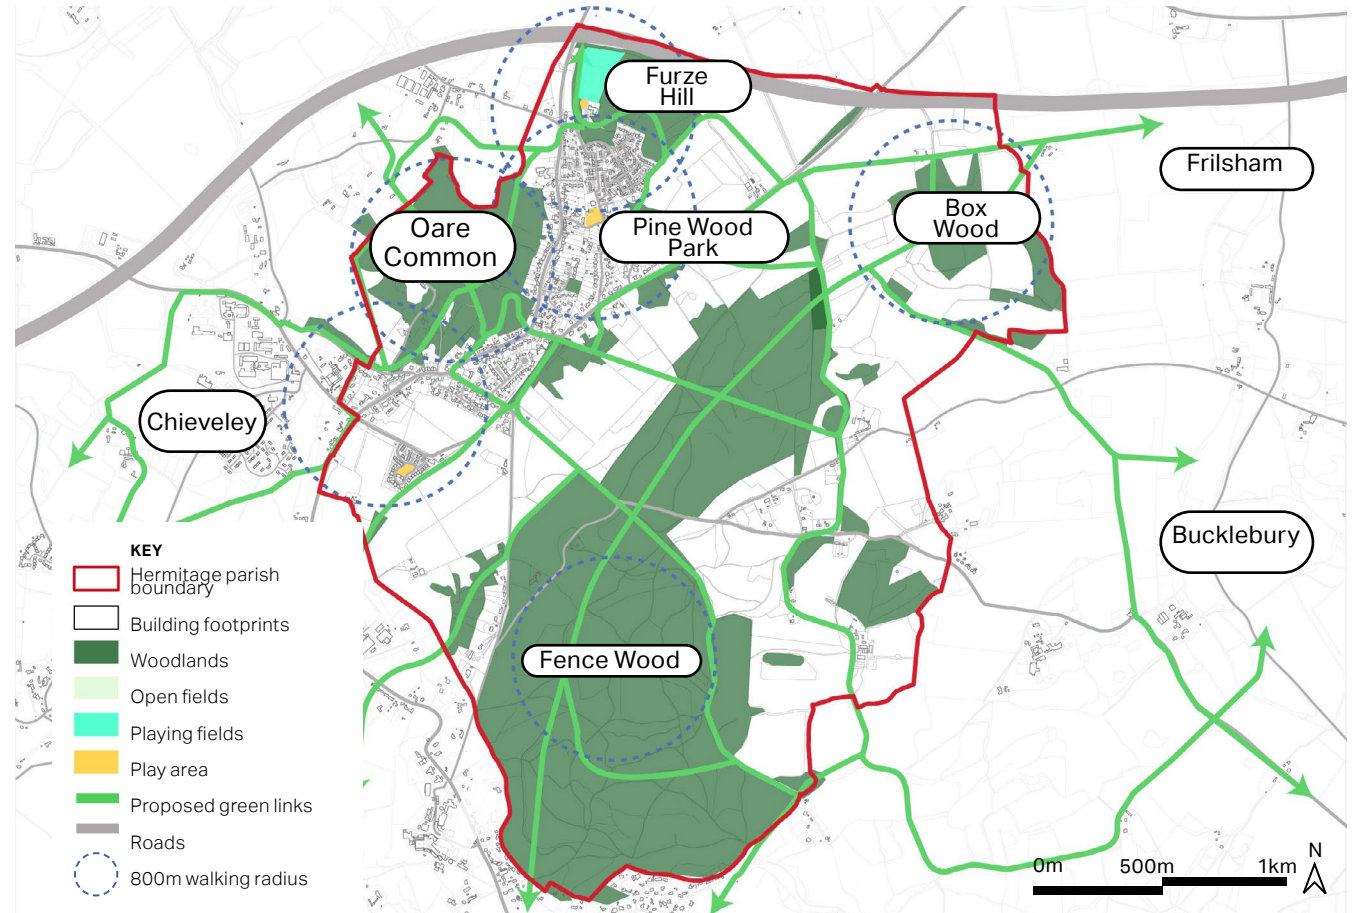 Furze
Hill
Frilsham
Box
Wood
Oare
Common
Pine Wood
Park
Chieveley
Bucklebury
Fence Wood
KEY
Hermitage parish
boundary
Building footprints
Woodlands
Open fields
Playing fields
Play area
Proposed green links
Roads
800m walking radius
0m 500m 1km
N